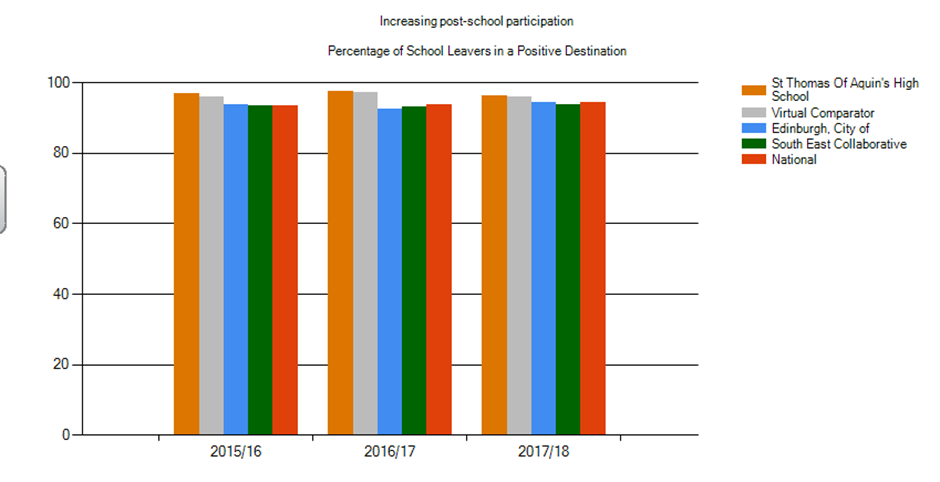 Increasing post-school participation
Percentage of School Leavers in a Positive Destination
100
80
60
40
20
0
2015/16
2016/17
2017/18
St Thomas Of Aquin's High
School
Virtual Comparator
Edinburgh, City of
South East Collaborative
National